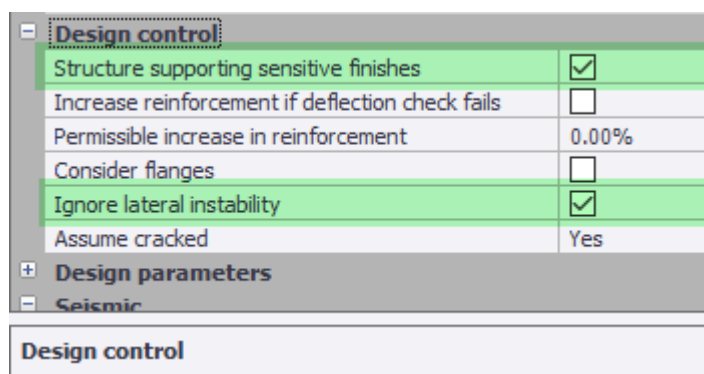 Design control
Structure supporting sensitive finishes
Increase reinforcement if deflection check fails
Permissible increase in reinforcement 0.00%
Consider flanges
Ignore lateral instability
Assume cracked Yes
Design parameters
Seismic
Design control